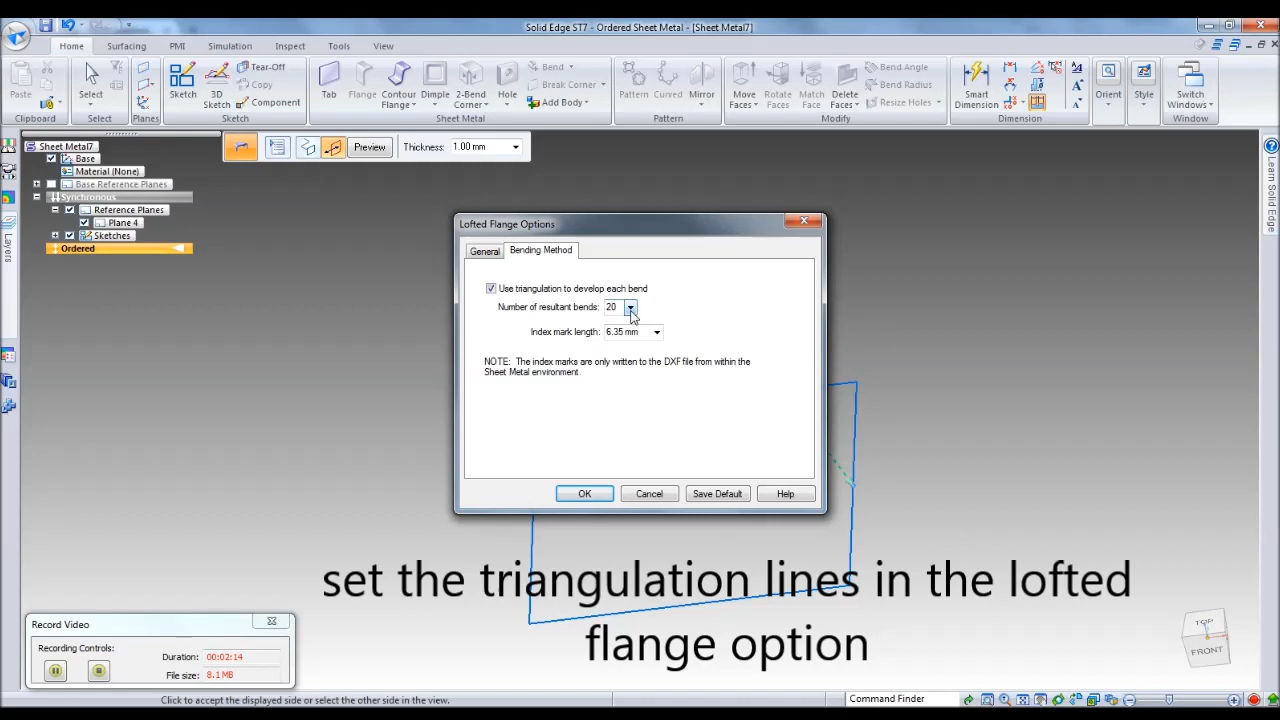 Solid Edge ST7 - Ordered Sheet Metal - [Sheet Metal7]
Home Surfacing PMI Simulation Inspect Tools View
Paste
Clipboard
Select
Select
Planes
Sketch
3D Sketch
Tear-Off
Copy
Component
Sketch
Tab
Flange
Contour Flange
Dimple
2-Bend Corner
Hole
Bend
Break Corner
Add Body
Sheet Metal
Pattern
Curved
Mirror
Pattern
Move Faces
Rotate Faces
Match Face
Delete Faces
Bend Angle
Bend Radius
Resize Holes
Modify
Smart Dimension
Dimension
Orient
Style
Switch Windows
Window
Preview
Thickness: 1.00 mm
Sheet Metal7
Base
Material (None)
Base Reference Planes
Synchronous
Reference Planes
Plane 4
Sketches
Ordered
Layers
Learn Solid Edge
Lofted Flange Options
General Bending Method
Use triangulation to develop each bend
Number of resultant bends: 20
Index mark length: 6.35 mm
NOTE: The index marks are only written to the DXF file from within the
Sheet Metal environment.
OK Cancel Save Default Help
set the triangulation lines in the lofted
flange option
TOP
FRONT
Record Video
Recording Controls:
Duration: 00:02:14
File size: 8.1 MB
Click to accept the displayed side or select the other side in the view.
Command Finder